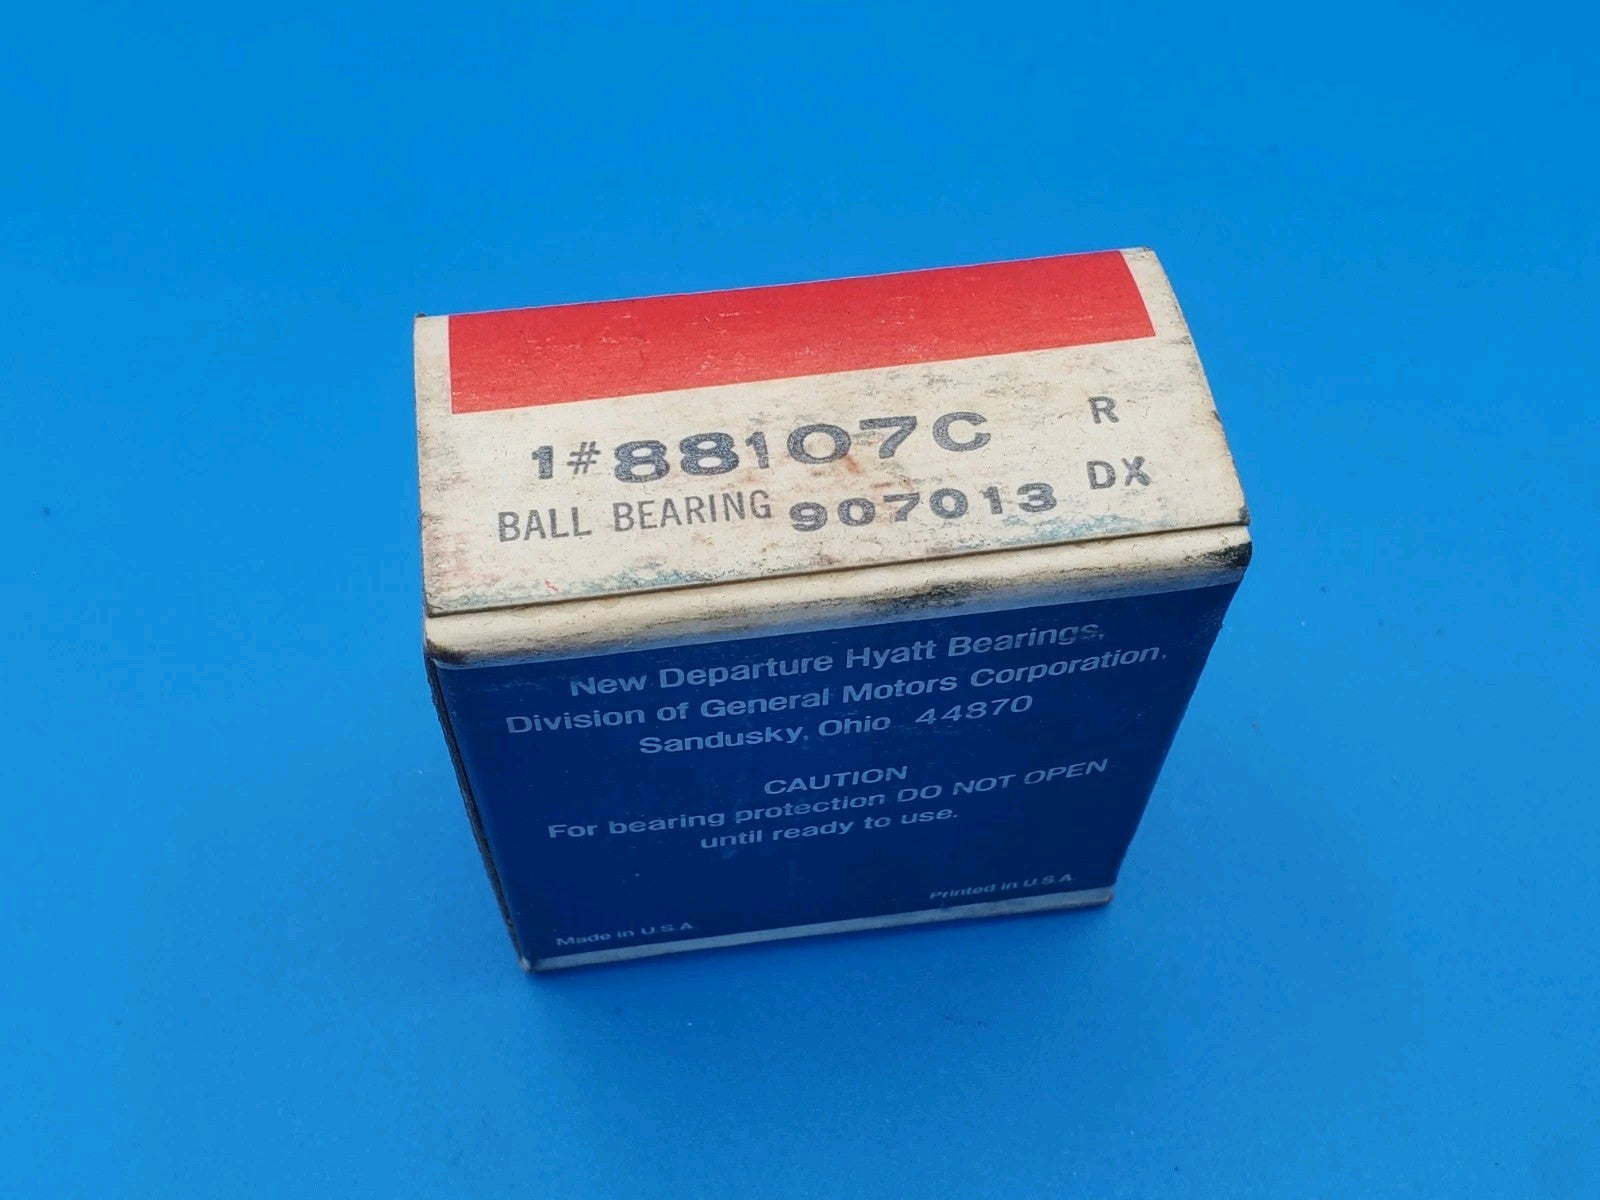 1#88107C R
BALL BEARING 907013 DX
New Departure Hyatt Bearings,
Division of General Motors Corporation,
Sandusky, Ohio 44870
CAUTION
For bearing protection DO NOT OPEN
until ready to use.
Printed in U.S.A.
Made in U.S.A.